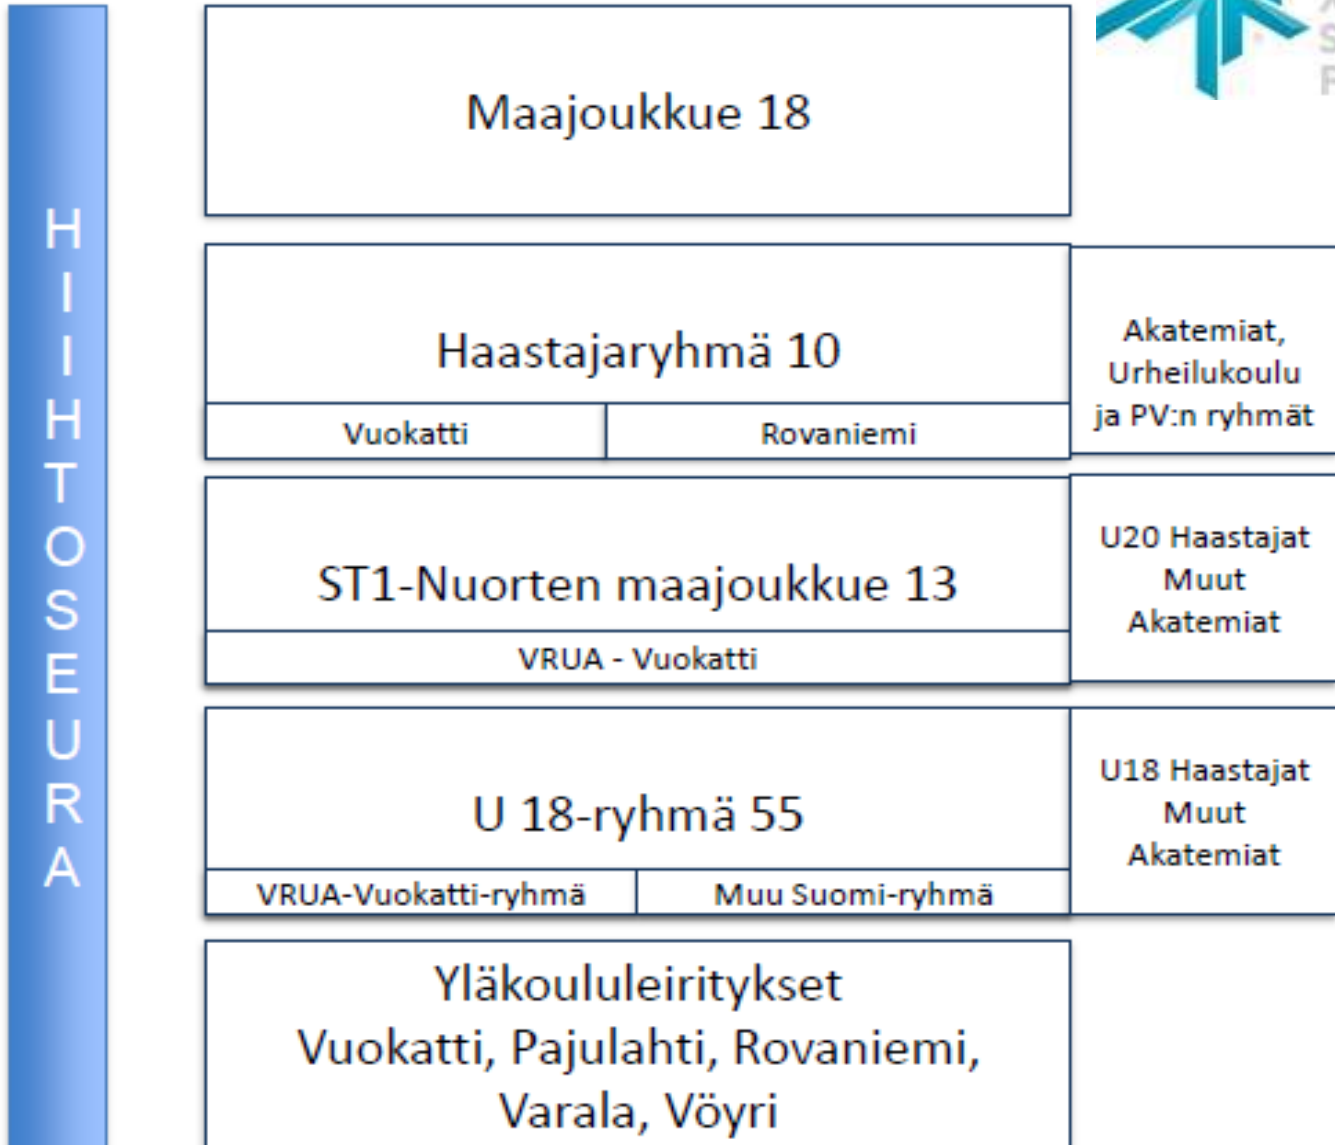 HIIHTOSEURA
Maajoukkue 18
Haastajaryhmä 10
Vuokatti
Rovaniemi
Akatemiat,
Urheilukoulu
ja PV:n ryhmät
ST1-Nuorten maajoukkue 13
VRUA - Vuokatti
U20 Haastajat
Muut
Akatemiat
U 18-ryhmä 55
VRUA-Vuokatti-ryhmä
Muu Suomi-ryhmä
U18 Haastajat
Muut
Akatemiat
Yläkoululeiritykset
Vuokatti, Pajulahti, Rovaniemi,
Varala, Vöyri